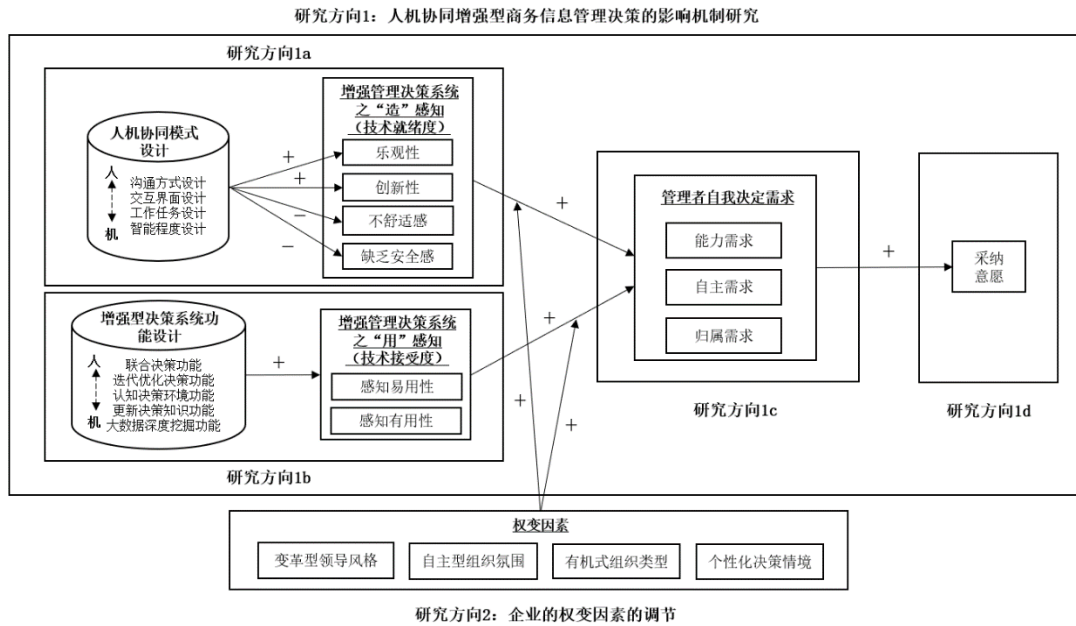 研究方向1：人机协同增强型商务信息管理决策的影响机制研究
研究方向1a
人机协同模式
设计
人
机
沟通方式设计
交互界面设计
工作任务设计
智能程度设计
+
+
−
−
增强管理决策系统
之“造”感知
（技术就绪度）
乐观性
创新性
不舒适感
缺乏安全感
增强型决策系统功
能设计
人
机
联合决策功能
迭代优化决策功能
认知决策环境功能
更新决策知识功能
大数据深度挖掘功能
+
增强管理决策系统
之“用”感知
（技术接受度）
感知易用性
感知有用性
研究方向1b
+
+
+
+
管理者自我决定需求
能力需求
自主需求
归属需求
研究方向1c
+
采纳
意愿
研究方向1d
权变因素
变革型领导风格
自主型组织氛围
有机式组织类型
个性化决策情境
研究方向2：企业的权变因素的调节